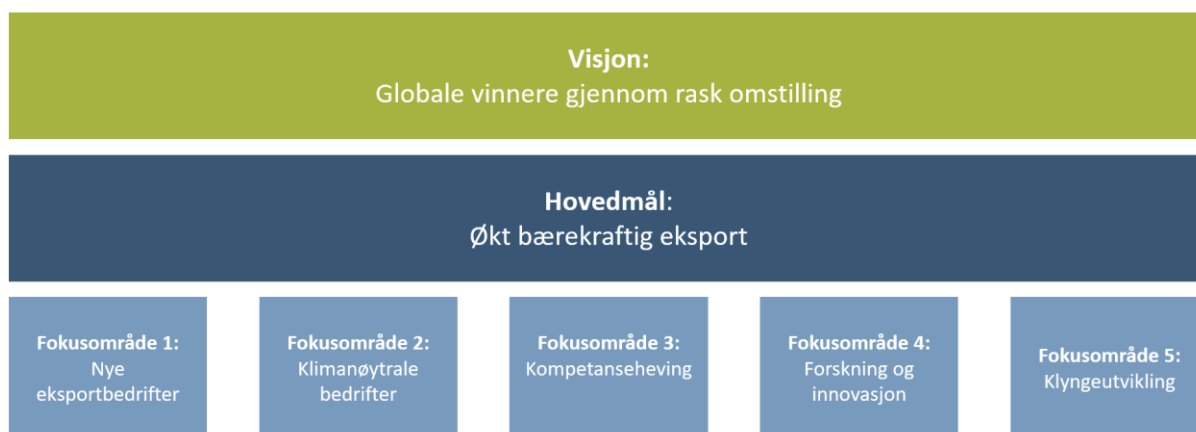 Visjon:
Globale vinnere gjennom rask omstilling
Hovedmål:
Økt bærekraftig eksport
Fokusområde 1:
Nye
eksportbedrifter
Fokusområde 2:
Klimanøytrale
bedrifter
Fokusområde 3:
Kompetanseheving
Fokusområde 4:
Forskning og
innovasjon
Fokusområde 5:
Klyngeutvikling